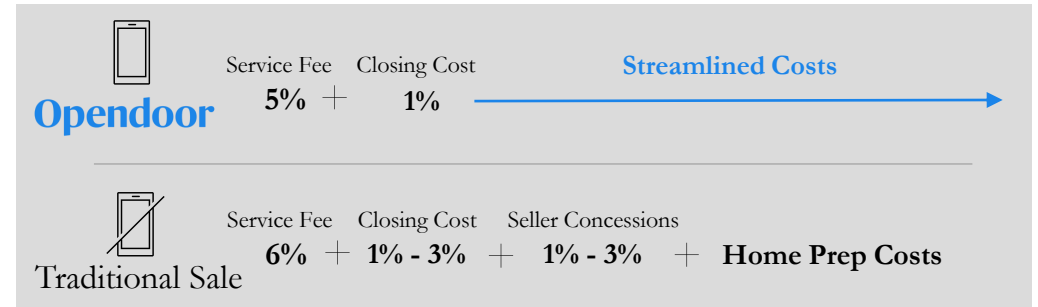 Service Fee Closing Cost Streamlined Costs
5% + 1%
Opendoor
Service Fee Closing Cost Seller Concessions
6% + 1% - 3% + 1% - 3% + Home Prep Costs
Traditional Sale